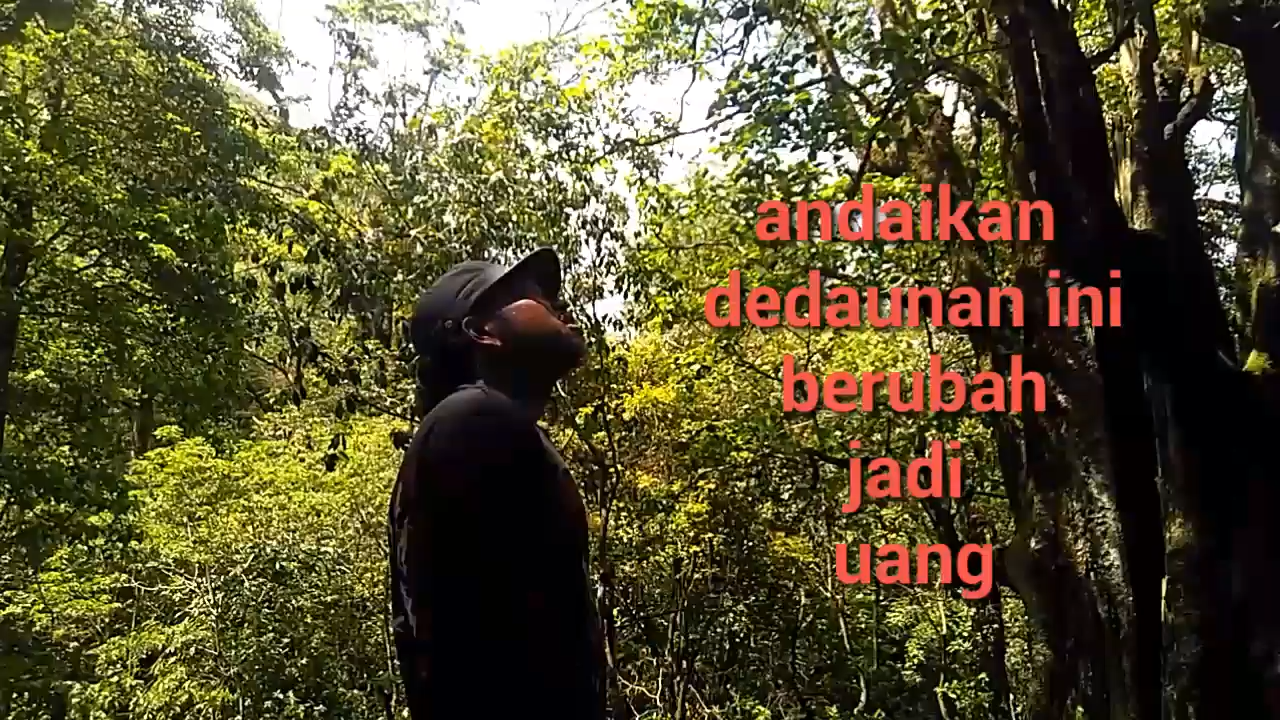 andaikan
dedaunan ini
berubah
jadi
uang